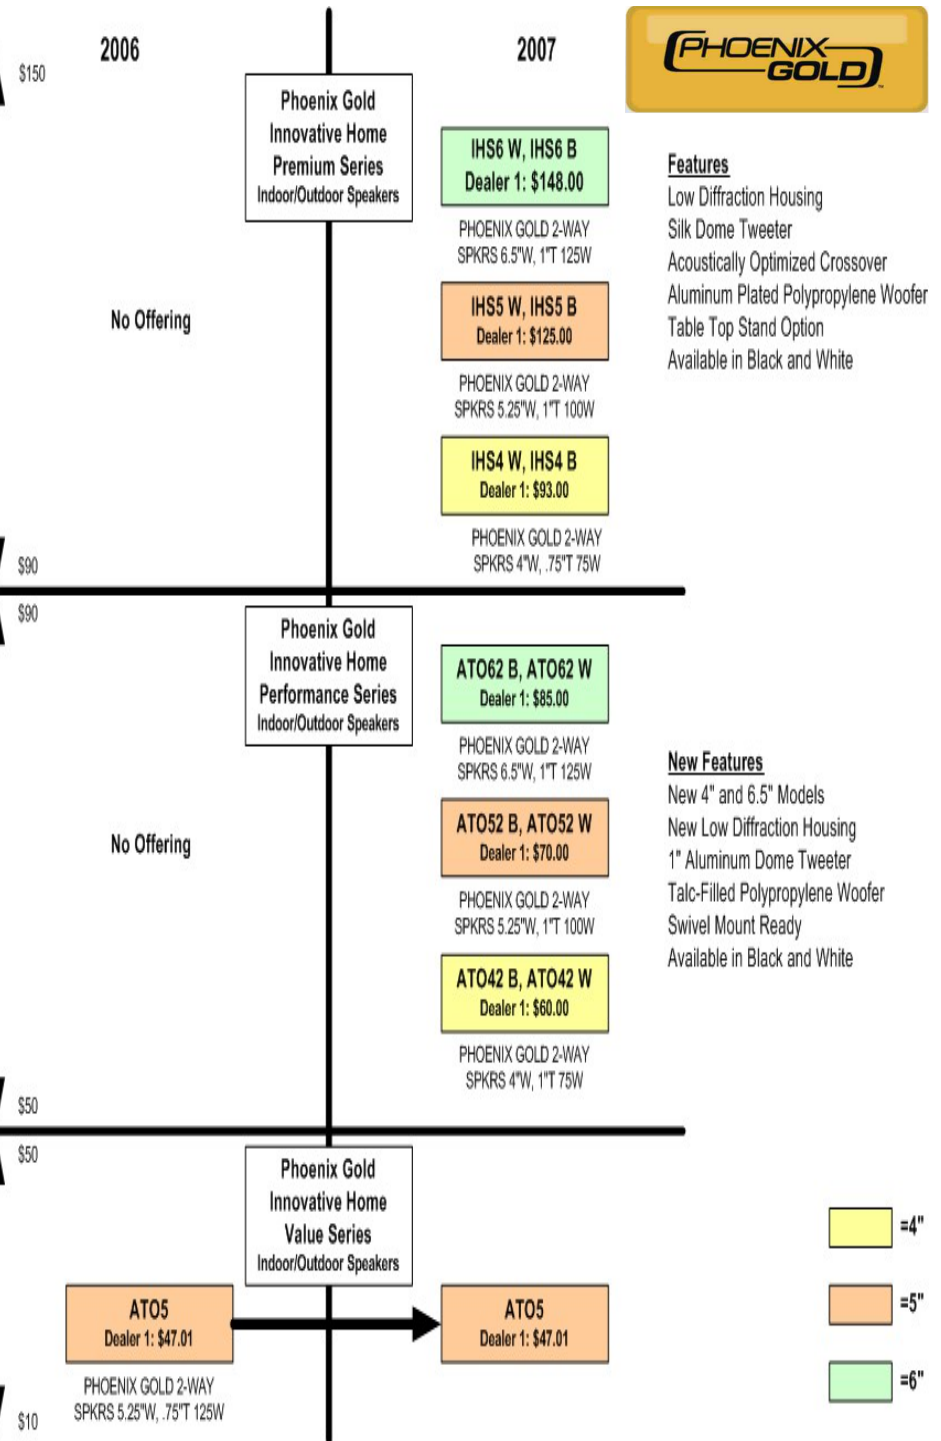 2006
2007
PHOENIX
GOLD
™
$150
Phoenix Gold
Innovative Home
Premium Series
Indoor/Outdoor Speakers
IHS6 W, IHS6 B
Dealer 1: $148.00
PHOENIX GOLD 2-WAY
SPKRS 6.5"W, 1"T 125W
IHS5 W, IHS5 B
Dealer 1: $125.00
PHOENIX GOLD 2-WAY
SPKRS 5.25"W, 1"T 100W
IHS4 W, IHS4 B
Dealer 1: $93.00
PHOENIX GOLD 2-WAY
SPKRS 4"W, .75"T 75W
Features
Low Diffraction Housing
Silk Dome Tweeter
Acoustically Optimized Crossover
Aluminum Plated Polypropylene Woofer
Table Top Stand Option
Available in Black and White
No Offering
$90
$90
Phoenix Gold
Innovative Home
Performance Series
Indoor/Outdoor Speakers
ATO62 B, ATO62 W
Dealer 1: $85.00
PHOENIX GOLD 2-WAY
SPKRS 6.5"W, 1"T 125W
ATO52 B, ATO52 W
Dealer 1: $70.00
PHOENIX GOLD 2-WAY
SPKRS 5.25"W, 1"T 100W
ATO42 B, ATO42 W
Dealer 1: $60.00
PHOENIX GOLD 2-WAY
SPKRS 4"W, 1"T 75W
New Features
New 4" and 6.5" Models
New Low Diffraction Housing
1" Aluminum Dome Tweeter
Talc-Filled Polypropylene Woofer
Swivel Mount Ready
Available in Black and White
No Offering
$50
$50
Phoenix Gold
Innovative Home
Value Series
Indoor/Outdoor Speakers
ATO5
Dealer 1: $47.01
PHOENIX GOLD 2-WAY
SPKRS 5.25"W, .75"T 125W
ATO5
Dealer 1: $47.01
=4"
=5"
=6"
$10